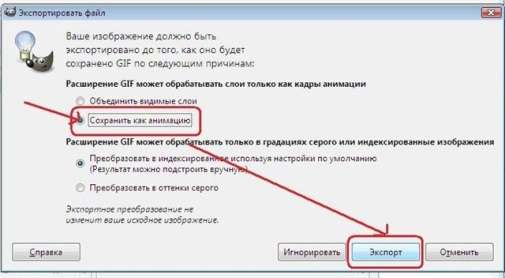 Экспортировать файл
Ваше изображение должно быть
экспортировано до того, как оно будет
сохранено GIF по следующим причинам:
Расширение GIF может обрабатывать слои только как кадры анимации
Объединить видимые слои
Сохранить как анимацию
Расширение GIF может обрабатывать только в градациях серого или индексированные изображения
Преобразовать в индексированное используя настройки по умолчанию
(Результат можно подстроить вручную)
Преобразовать в оттенки серого
Экспортное преобразование не
изменит ваше исходное изображение.
Справка
Игнорировать
Экспорт
Отменить